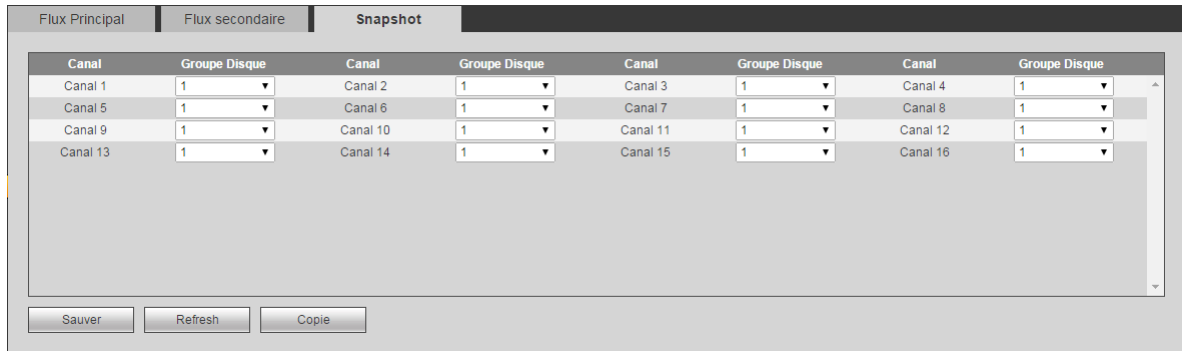 Flux Principal Flux secondaire Snapshot
Canal Groupe Disque Canal Groupe Disque Canal Groupe Disque Canal Groupe Disque
Canal 1 1 Canal 2 1 Canal 3 1 Canal 4 1
Canal 5 1 Canal 6 1 Canal 7 1 Canal 8 1
Canal 9 1 Canal 10 1 Canal 11 1 Canal 12 1
Canal 13 1 Canal 14 1 Canal 15 1 Canal 16 1
Sauver Refresh Copie